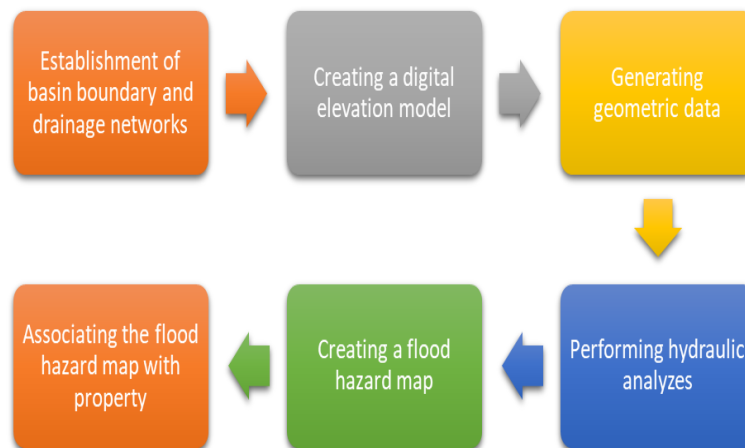 Establishment of
basin boundary and
drainage networks
Creating a digital
elevation model
Generating
geometric data
Performing hydraulic
analyzes
Creating a flood
hazard map
Associating the flood
hazard map with
property